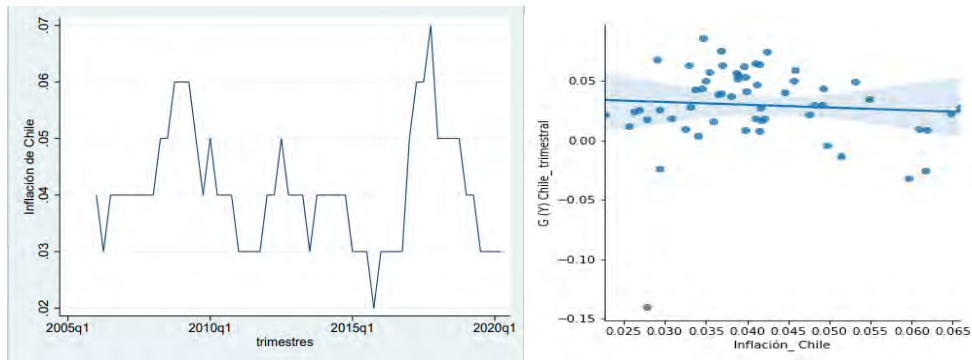 Inflación de Chile
.07
.06
.05
.04
.03
.02
2005q1
2010q1
2015q1
2020q1
trimestres
G (Y) Chile_ trimestral
0.05
0.00
−0.05
−0.10
−0.15
0.025
0.030
0.035
0.040
0.045
0.050
0.055
0.060
0.065
Inflación_ Chile